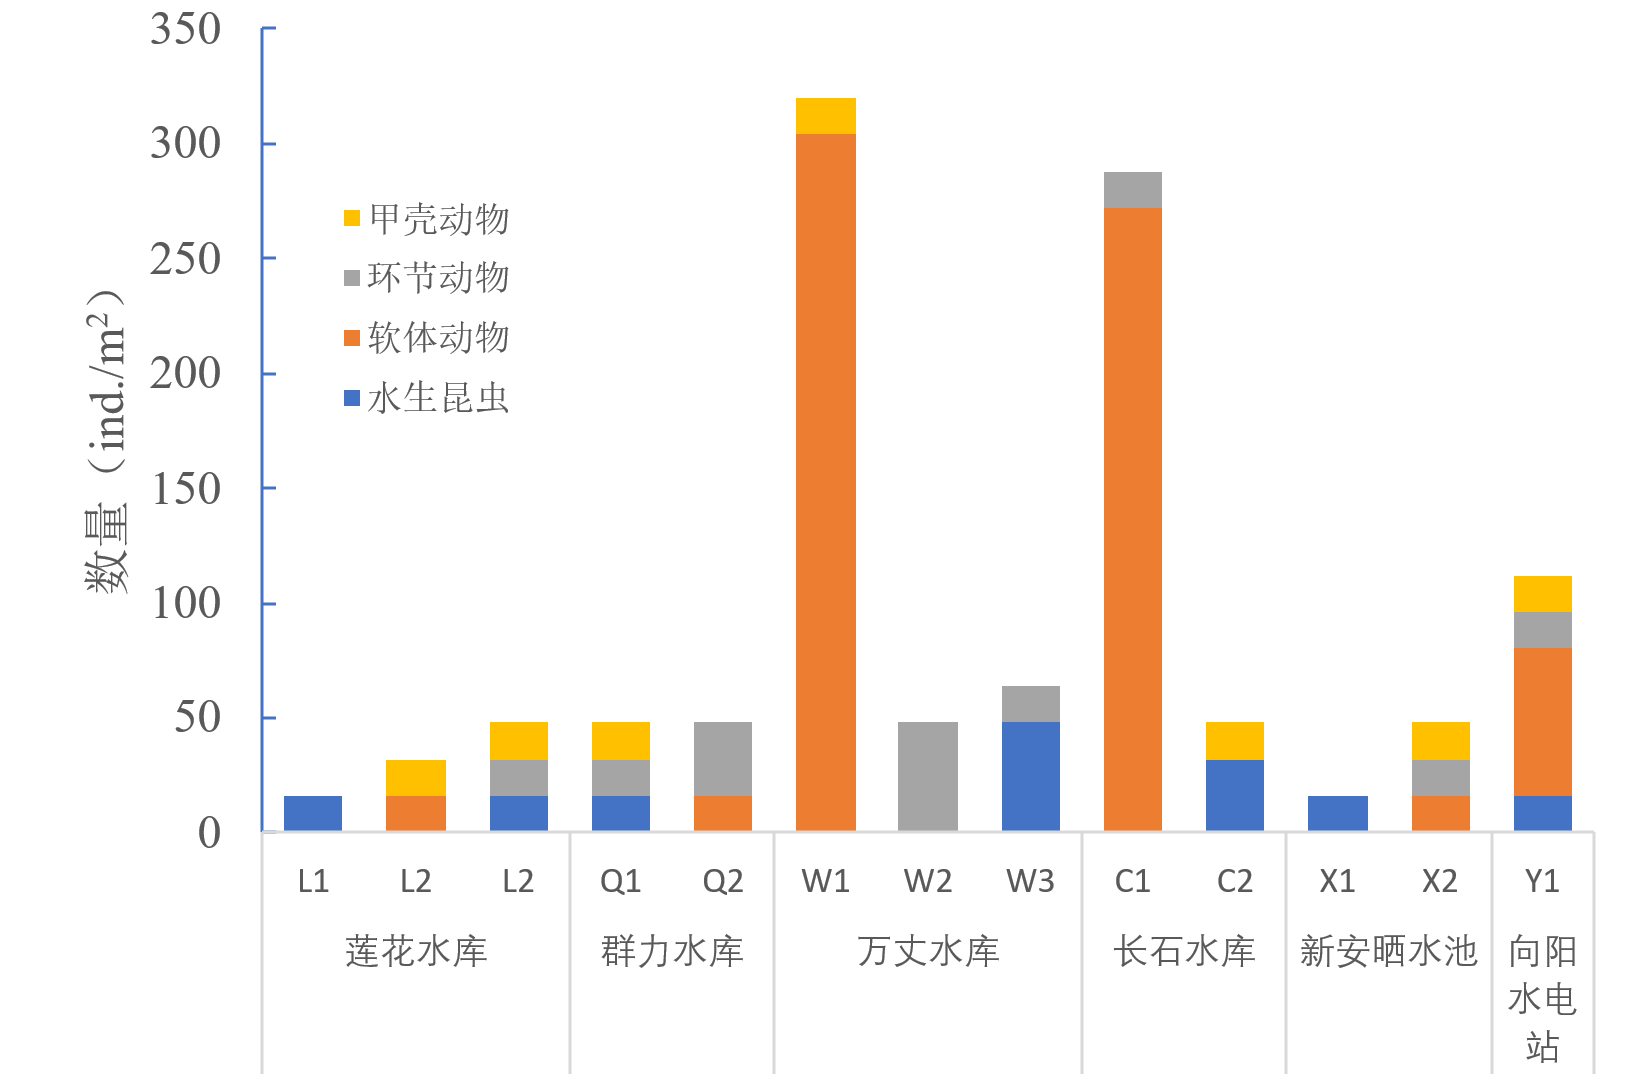 350
300
250
200
150
100
50
0
数量（ind./m²）
甲壳动物
环节动物
软体动物
水生昆虫
L1 L2 L2 Q1 Q2 W1 W2 W3 C1 C2 X1 X2 Y1
莲花水库 群力水库 万丈水库 长石水库 新安晒水池 向阳
水电
站